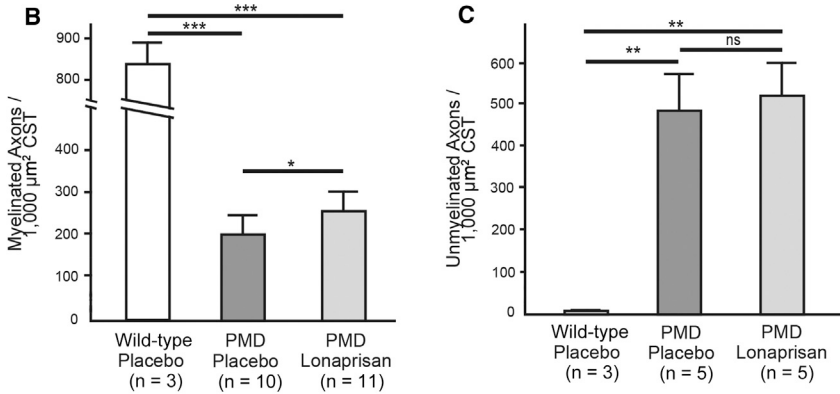 B
***
***
*
Myelinated Axons /
1,000 µm² CST
900
800
400
300
200
100
0
Wild-type
Placebo
(n = 3)
PMD
Placebo
(n = 10)
PMD
Lonaprisan
(n = 11)
C
**
ns
**
Unmyelinated Axons /
1,000 µm² CST
600
500
400
300
200
100
0
Wild-type
Placebo
(n = 3)
PMD
Placebo
(n = 5)
PMD
Lonaprisan
(n = 5)